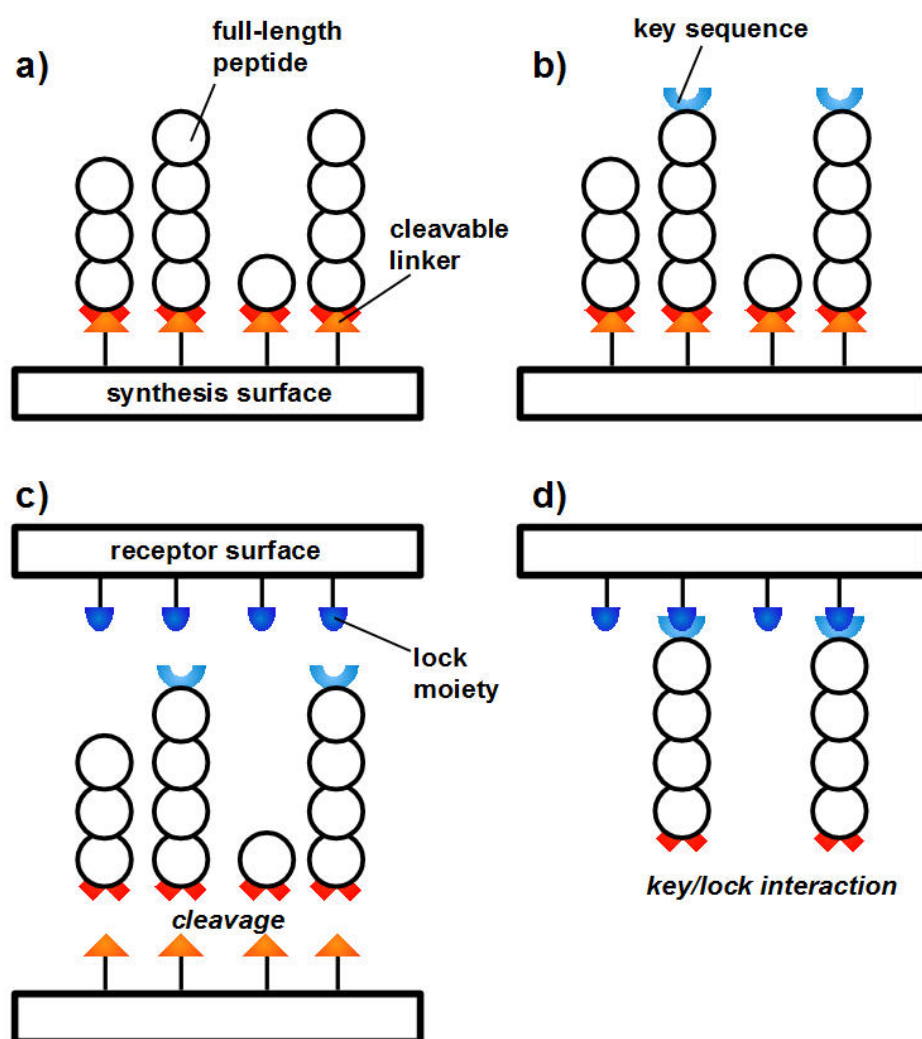 a)
full-length
peptide
cleavable
linker
synthesis surface
b)
key sequence
c)
receptor surface
lock
moiety
cleavage
d)
key/lock interaction